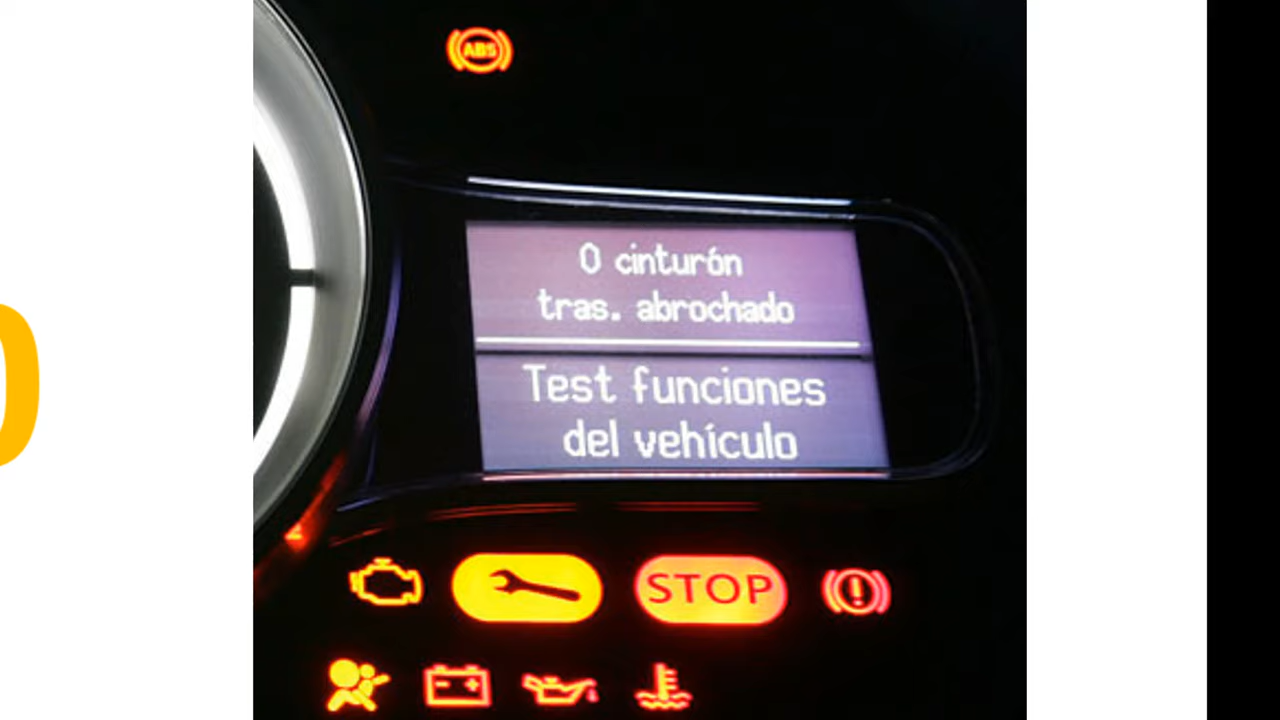 ABS
0 cinturón
tras. abrochado
Test funciones
del vehículo
STOP